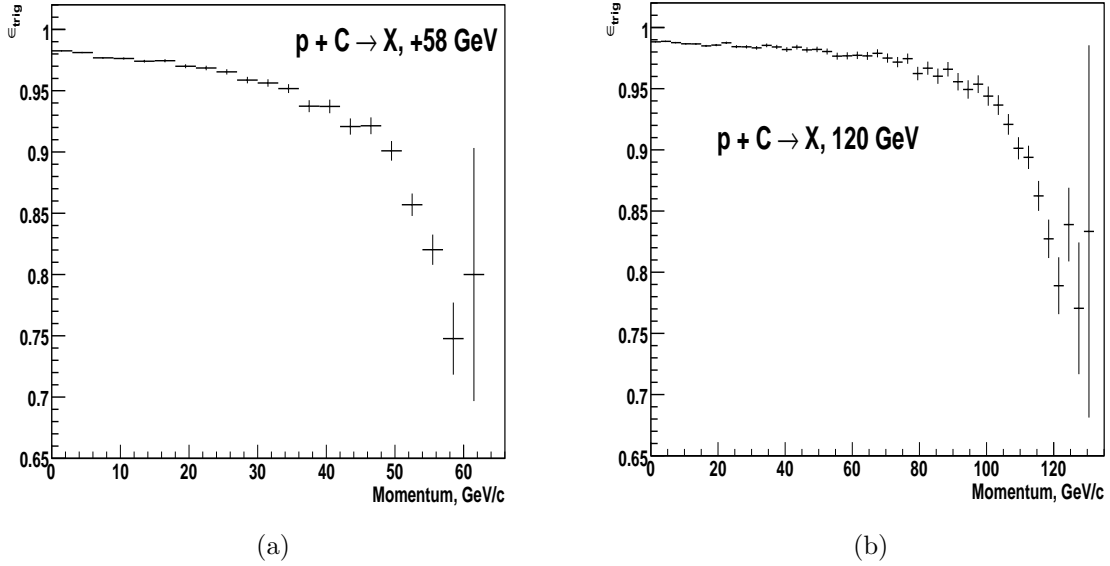 ϵtrig
p + C → X, +58 GeV
1
0.95
0.9
0.85
0.8
0.75
0.7
0.65
0 10 20 30 40 50 60
Momentum, GeV/c
(a)
ϵtrig
p + C → X, 120 GeV
1
0.95
0.9
0.85
0.8
0.75
0.7
0.65
0 20 40 60 80 100 120
Momentum, GeV/c
(b)